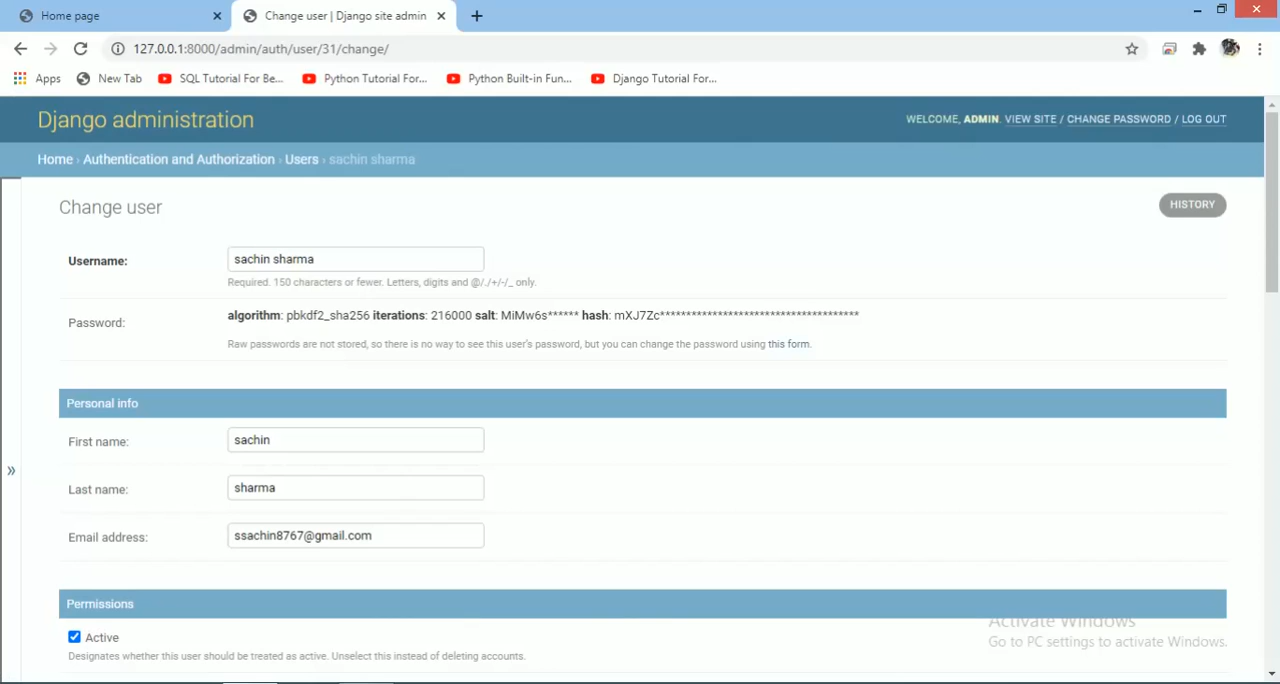 Home page
Change user | Django site admin
127.0.0.1:8000/admin/auth/user/31/change/
Apps New Tab SQL Tutorial For Be... Python Tutorial For... Python Built-in Fun... Django Tutorial For...
Django administration
WELCOME, ADMIN. VIEW SITE / CHANGE PASSWORD / LOG OUT
Home › Authentication and Authorization › Users › sachin sharma
Change user
HISTORY
Username: sachin sharma
Required. 150 characters or fewer. Letters, digits and @/./+/-/_ only.
Password: algorithm: pbkdf2_sha256 iterations: 216000 salt: MiMw6s****** hash: mXJ7Zc**************************************
Raw passwords are not stored, so there is no way to see this user's password, but you can change the password using this form.
Personal info
First name: sachin
Last name: sharma
Email address: ssachin8767@gmail.com
Permissions
Active
Designates whether this user should be treated as active. Unselect this instead of deleting accounts.
Activate Windows
Go to PC settings to activate Windows.